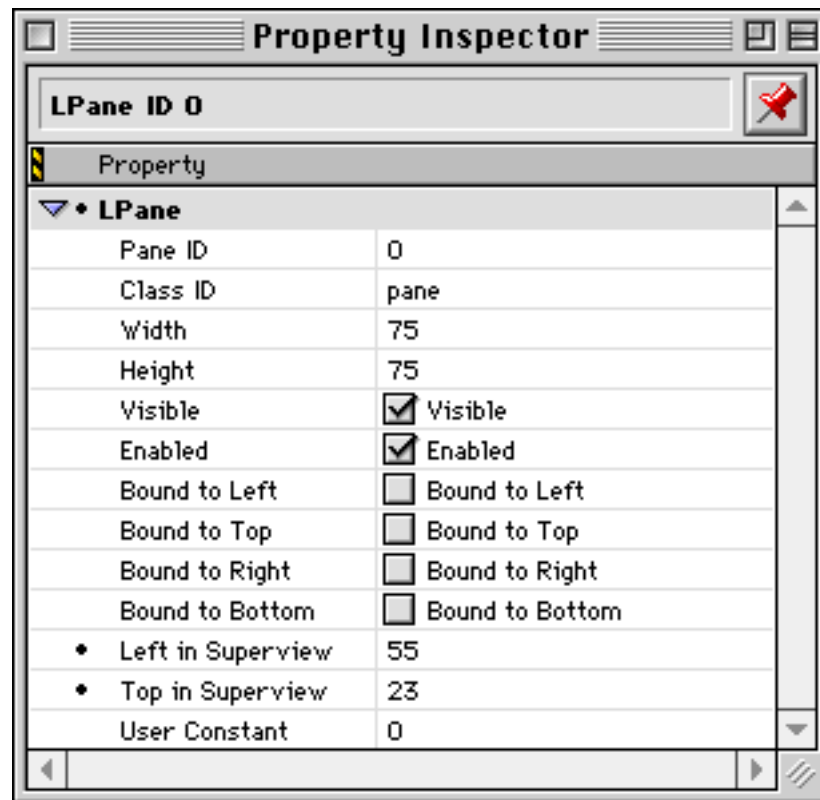 Property Inspector
LPane ID 0
Property
• LPane
Pane ID 0
Class ID pane
Width 75
Height 75
Visible Visible
Enabled Enabled
Bound to Left Bound to Left
Bound to Top Bound to Top
Bound to Right Bound to Right
Bound to Bottom Bound to Bottom
• Left in Superview 55
• Top in Superview 23
User Constant 0